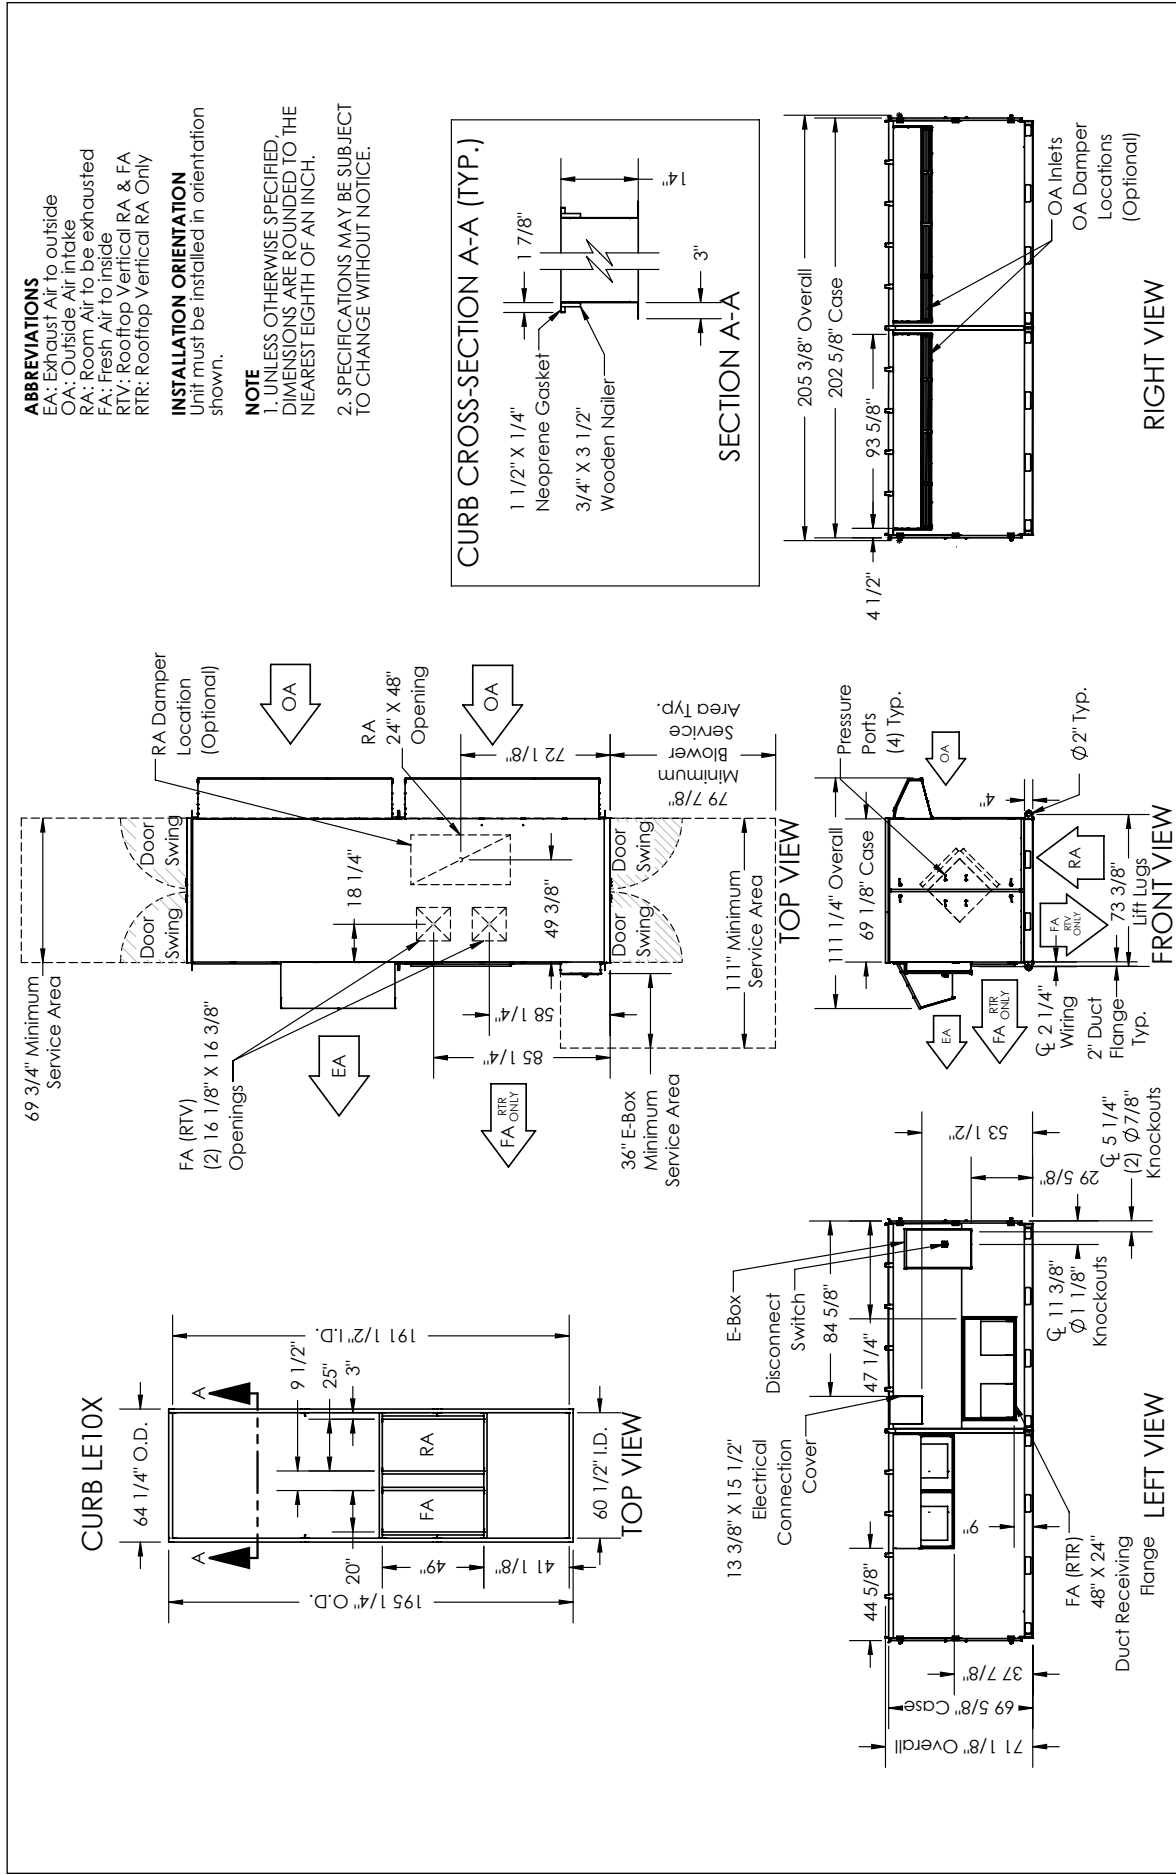 ABBREVIATIONS
EA: Exhaust Air to outside
OA: Outside Air intake
RA: Room Air to be exhausted
FA: Fresh Air to inside
RTV: Rooftop Vertical RA & FA
RTR: Rooftop Vertical RA Only
INSTALLATION ORIENTATION
Unit must be installed in orientation
shown.
NOTE
1. UNLESS OTHERWISE SPECIFIED,
DIMENSIONS ARE ROUNDED TO THE
NEAREST EIGHTH OF AN INCH.
2. SPECIFICATIONS MAY BE SUBJECT
TO CHANGE WITHOUT NOTICE.
CURB CROSS-SECTION A-A (TYP.)
1 1/2" X 1/4"
Neoprene Gasket
1 7/8"
3/4" X 3 1/2"
Wooden Nailer
14"
3"
SECTION A-A
CURB LE10X
64 1/4" O.D.
A
A
195 1/4" O.D.
191 1/2" I.D.
9 1/2"
25"
3"
20"
49"
41 1/8"
FA
RA
60 1/2" I.D.
TOP VIEW
69 3/4" Minimum
Service Area
Door
Swing
Door
Swing
RA Damper
Location
(Optional)
FA (RTV)
(2) 16 1/8" X 16 3/8"
Openings
18 1/4"
RA
24" X 48"
Opening
OA
OA
EA
FA RTR
ONLY
49 3/8"
72 1/8"
58 1/4"
85 1/4"
Door
Swing
Door
Swing
36" E-Box
Minimum
Service Area
111" Minimum
Service Area
79 7/8"
Minimum
Blower
Service
Area Typ.
TOP VIEW
E-Box
Disconnect
Switch
84 5/8"
47 1/4"
13 3/8" X 15 1/2"
Electrical
Connection
Cover
44 5/8"
9"
37 7/8"
69 5/8" Case
71 1/8" Overall
FA (RTR)
48" X 24"
Duct Receiving
Flange
53 1/2"
29 5/8"
℄ 5 1/4"
(2) Ø7/8"
Knockouts
℄ 11 3/8"
Ø1 1/8"
Knockouts
LEFT VIEW
111 1/4" Overall
69 1/8" Case
Pressure
Ports
(4) Typ.
OA
EA
FA RTR
ONLY
FA
RTV
ONLY
RA
4"
Ø2" Typ.
℄ 2 1/4"
Wiring
2" Duct
Flange
Typ.
73 3/8"
Lift Lugs
FRONT VIEW
205 3/8" Overall
202 5/8" Case
93 5/8"
4 1/2"
OA Inlets
OA Damper
Locations
(Optional)
RIGHT VIEW